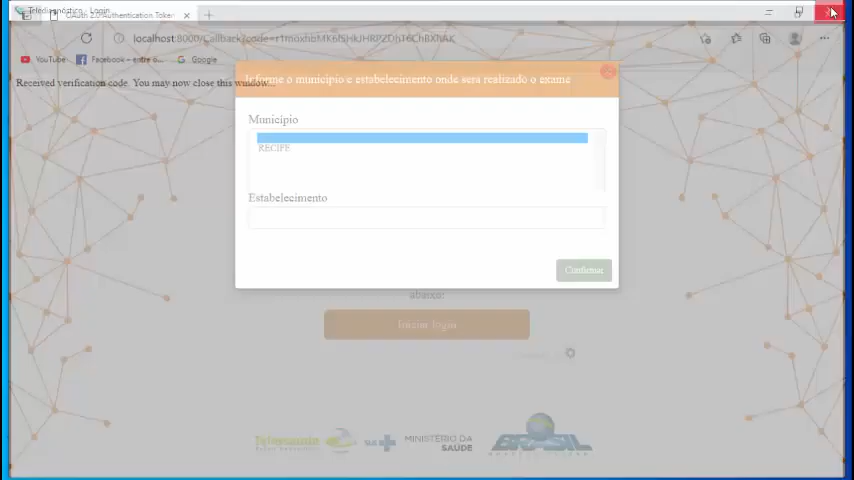 Telediagnóstico - Login
OAuth 2.0 Authentication Token
localhost:8000/Callback?code=
YouTube
Facebook – entre o...
Google
Received verification code. You may now close this window...
Informe o município e estabelecimento onde será realizado o exame
Município
RECIFE
Estabelecimento
Confirmar
abaixo:
Iniciar login
Telessaúde
SUS
MINISTÉRIO DA
SAÚDE
BRASIL